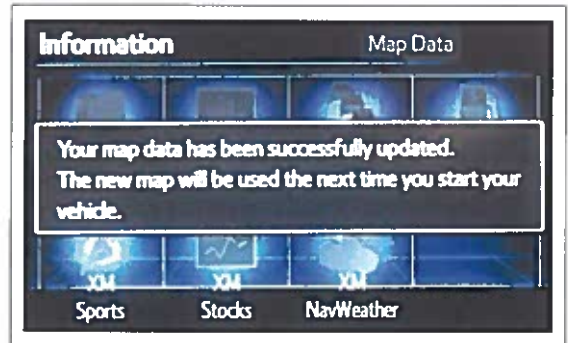 Information
Map Data
Your map data has been successfully updated.
The new map will be used the next time you start your
vehicle.
XM
XM
XM
Sports
Stocks
NavWeather